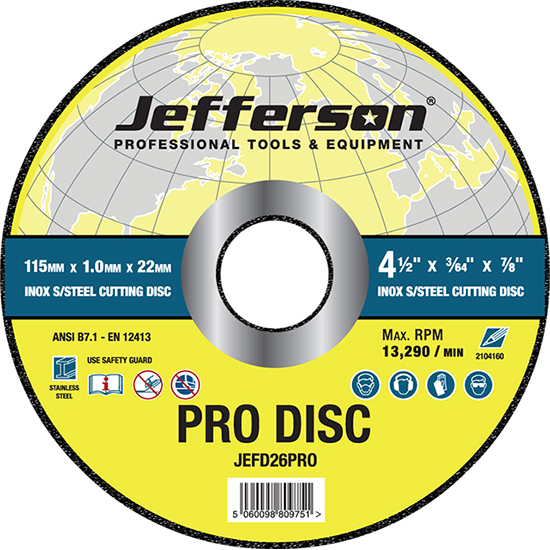 Jefferson®
PROFESSIONAL TOOLS & EQUIPMENT
115MM X 1.0MM X 22MM
INOX S/STEEL CUTTING DISC
4½" X 3/64" X ⅞"
INOX S/STEEL CUTTING DISC
ANSI B7.1 - EN 12413
USE SAFETY GUARD
STAINLESS
STEEL
MAX. RPM
13,290 / MIN
2104160
PRO DISC
JEFD26PRO
5 060098 809751 >